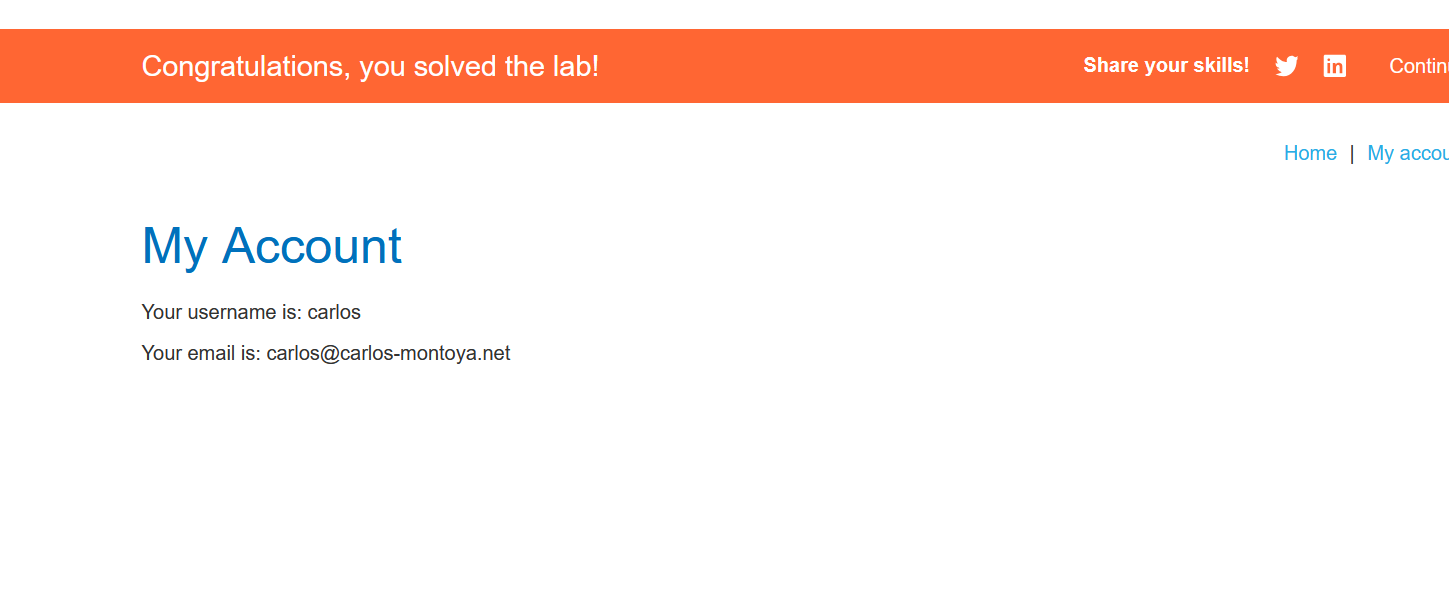 Congratulations, you solved the lab!
Share your skills!
in
Home | My
My Account
Your username is: carlos
Your email is: carlos@carlos-montoya.net